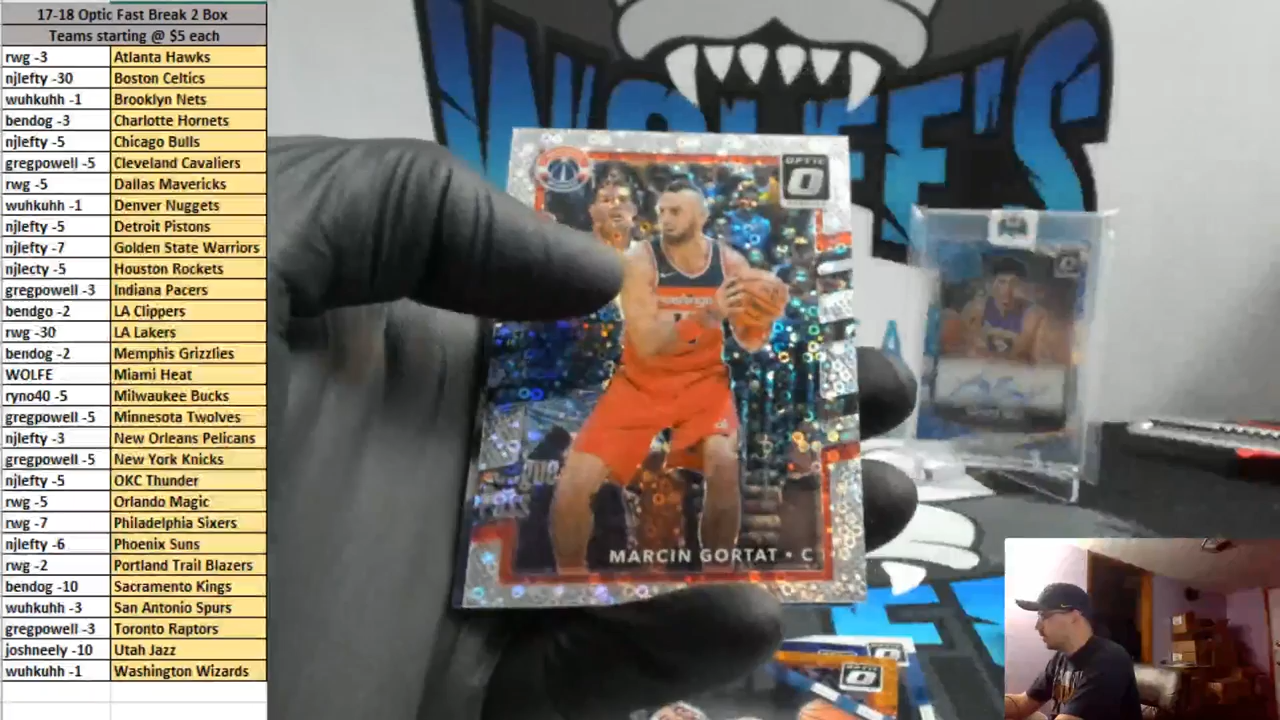 17-18 Optic Fast Break 2 Box
Teams starting @ $5 each
rwg -3 Atlanta Hawks
njlefty -30 Boston Celtics
wuhkuhh -1 Brooklyn Nets
bendog -3 Charlotte Hornets
njlefty -5 Chicago Bulls
gregpowell -5 Cleveland Cavaliers
rwg -5 Dallas Mavericks
wuhkuhh -1 Denver Nuggets
njlefty -5 Detroit Pistons
njlefty -7 Golden State Warriors
njlecty -5 Houston Rockets
gregpowell -3 Indiana Pacers
bendgo -2 LA Clippers
rwg -30 LA Lakers
bendog -2 Memphis Grizzlies
WOLFE Miami Heat
ryno40 -5 Milwaukee Bucks
gregpowell -5 Minnesota Twolves
njlefty -3 New Orleans Pelicans
gregpowell -5 New York Knicks
njlefty -5 OKC Thunder
rwg -5 Orlando Magic
rwg -7 Philadelphia Sixers
njlefty -6 Phoenix Suns
rwg -2 Portland Trail Blazers
bendog -10 Sacramento Kings
wuhkuhh -3 San Antonio Spurs
gregpowell -3 Toronto Raptors
joshneely -10 Utah Jazz
wuhkuhh -1 Washington Wizards
OPTIC
MARCIN GORTAT • C